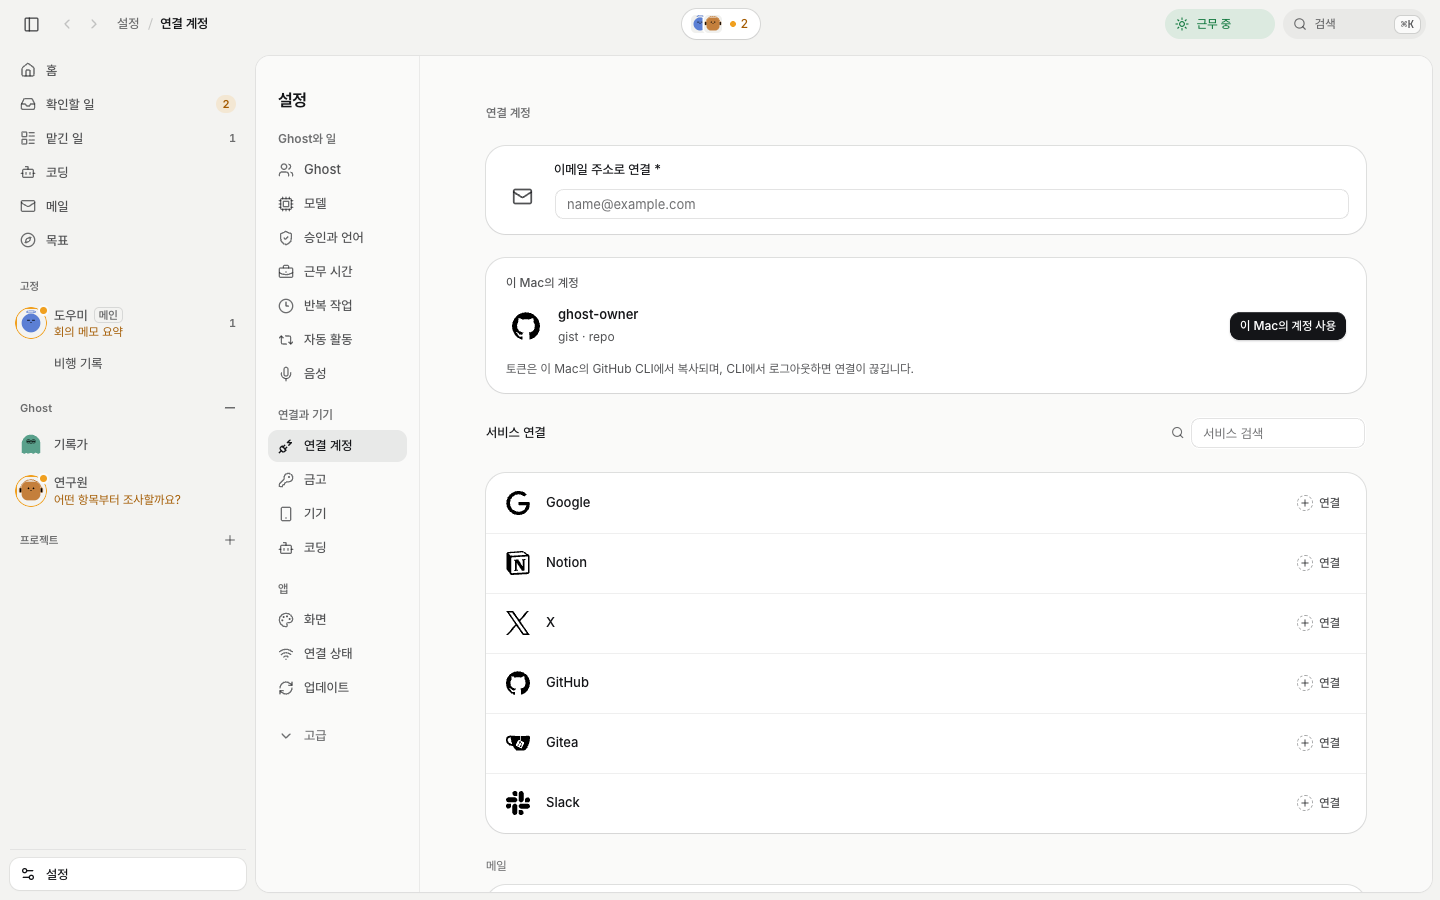 설정 / 연결 계정
2
근무 중
검색
⌘K
홈
확인할 일
2
맡긴 일
1
코딩
메일
목표
고정
도우미 메인
회의 메모 요약
1
비행 기록
Ghost
기록가
연구원
어떤 항목부터 조사할까요?
프로젝트
설정
설정
Ghost와 일
Ghost
모델
승인과 언어
근무 시간
반복 작업
자동 활동
음성
연결과 기기
연결 계정
금고
기기
코딩
앱
화면
연결 상태
업데이트
고급
연결 계정
이메일 주소로 연결 *
name@example.com
이 Mac의 계정
ghost-owner
gist · repo
이 Mac의 계정 사용
토큰은 이 Mac의 GitHub CLI에서 복사되며, CLI에서 로그아웃하면 연결이 끊깁니다.
서비스 연결
서비스 검색
Google
연결
Notion
연결
X
연결
GitHub
연결
Gitea
연결
Slack
연결
메일